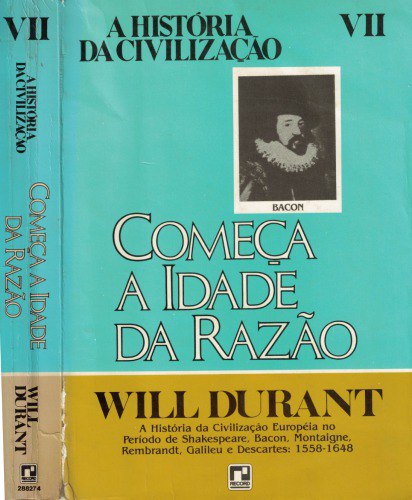 VII
A HISTÓRIA
DA CIVILIZAÇÃO
COMEÇA A IDADE
DA RAZÃO
WILL
DURANT
RECORD
288274
A HISTÓRIA
DA CIVILIZAÇÃO
VII
BACON
COMEÇA
A IDADE
DA RAZÃO
WILL DURANT
A História da Civilização Européia no
Período de Shakespeare, Bacon, Montaigne,
Rembrandt, Galileu e Descartes: 1558-1648
RECORD